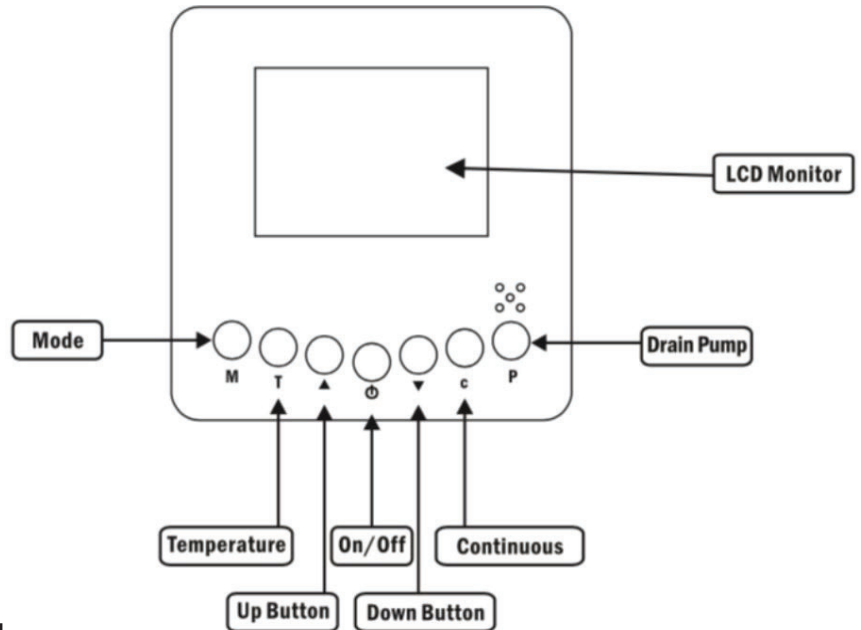 LCD Monitor
Mode
Drain Pump
M
T
▲
▼
c
P
Temperature
On/Off
Continuous
Up Button
Down Button